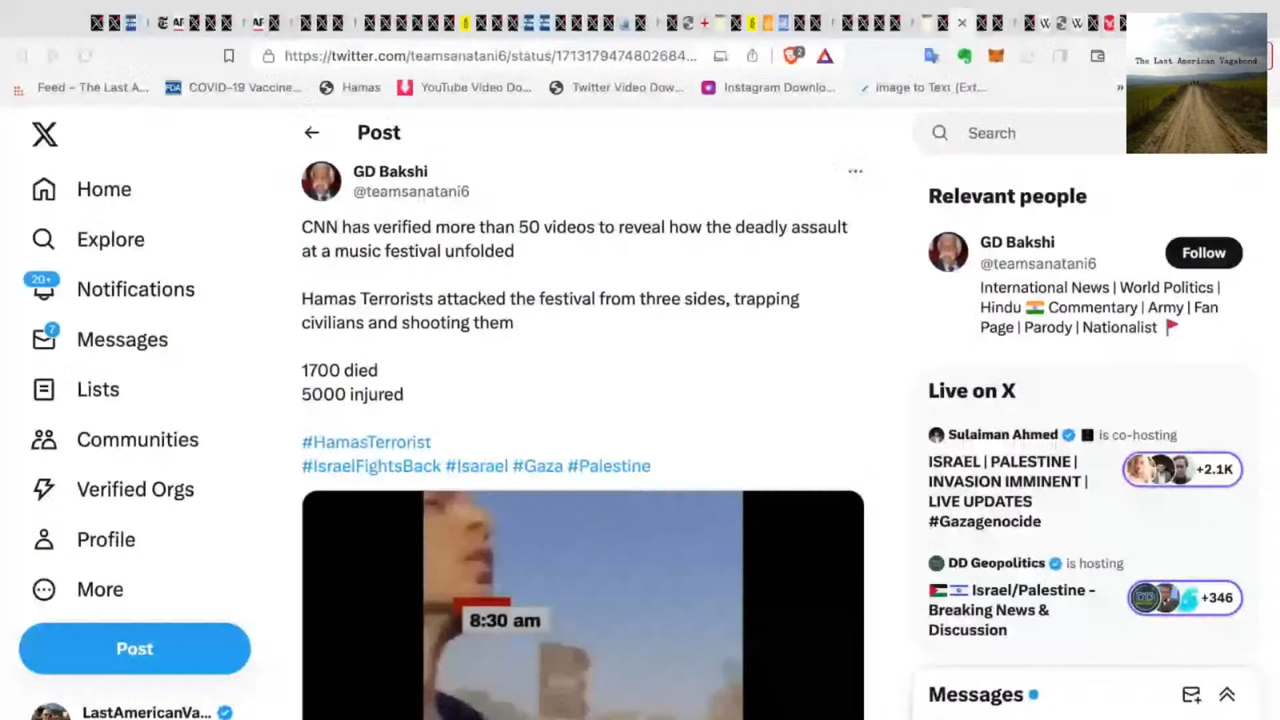 https://twitter.com/teamsanatani6/status/1713179474802684...
The Last American Vagabond
Feed – The Last A...
COVID-19 Vaccine...
Hamas
YouTube Video Do...
Twitter Video Dow...
Instagram Downlo...
Image to Text (Ext...
»
Post
Search
GD Bakshi
@teamsanatani6
CNN has verified more than 50 videos to reveal how the deadly assault
at a music festival unfolded
Hamas Terrorists attacked the festival from three sides, trapping
civilians and shooting them
1700 died
5000 injured
#HamasTerrorist
#IsraelFightsBack #Isarael #Gaza #Palestine
8:30 am
Home
Explore
20+
Notifications
7
Messages
Lists
Communities
Verified Orgs
Profile
More
Post
LastAmericanVa...
Relevant people
GD Bakshi
@teamsanatani6
Follow
International News | World Politics |
Hindu 🇮🇳 Commentary | Army | Fan
Page | Parody | Nationalist 🚩
Live on X
Sulaiman Ahmed is co-hosting
ISRAEL | PALESTINE |
INVASION IMMINENT |
LIVE UPDATES
#Gazagenocide
+2.1K
DD Geopolitics is hosting
🇵🇸 🇮🇱 Israel/Palestine -
Breaking News &
Discussion
+346
Messages